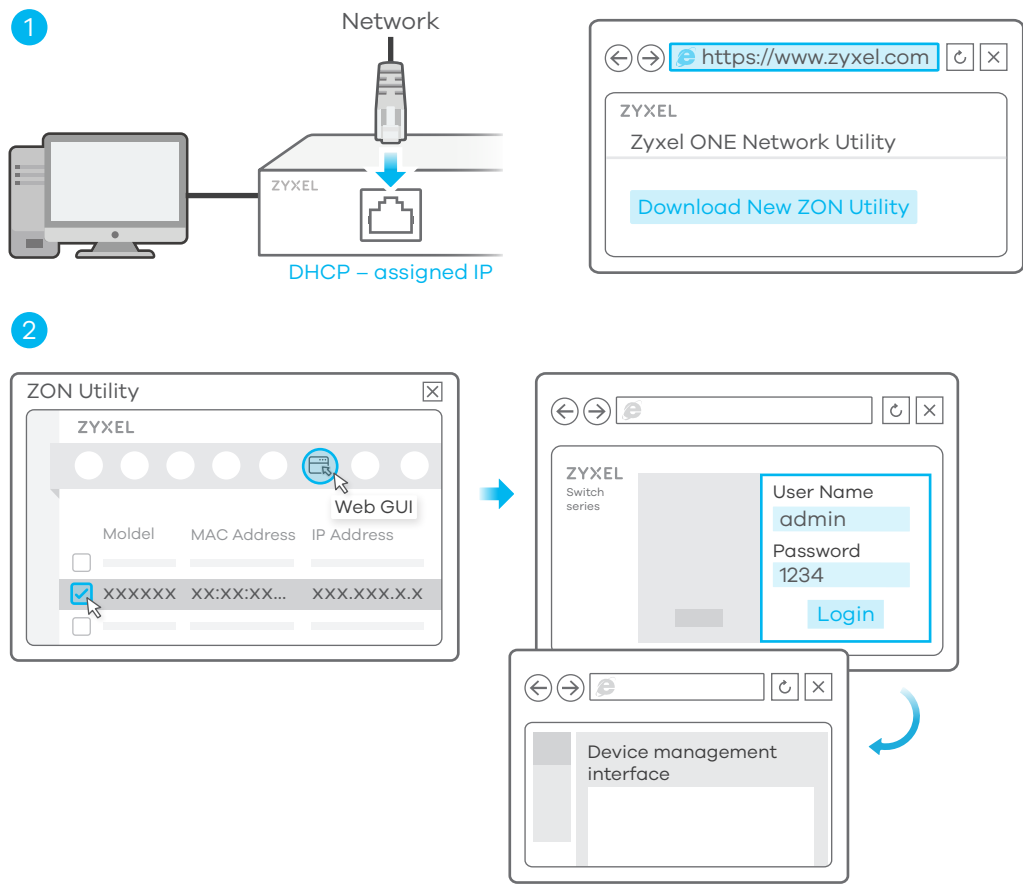 1
Network
ZYXEL
DHCP – assigned IP
https://www.zyxel.com
ZYXEL
Zyxel ONE Network Utility
Download New ZON Utility
2
ZON Utility
ZYXEL
Web GUI
Moldel MAC Address IP Address
xxxxxx xx:xx:xx... xxx.xxx.x.x
ZYXEL
Switch
series
User Name
admin
Password
1234
Login
Device management
interface